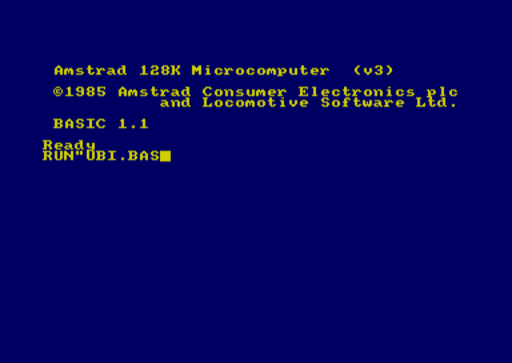 Amstrad 128K Microcomputer (v3)
©1985 Amstrad Consumer Electronics plc
and Locomotive Software Ltd.
BASIC 1.1
Ready
RUN"UBI.BAS